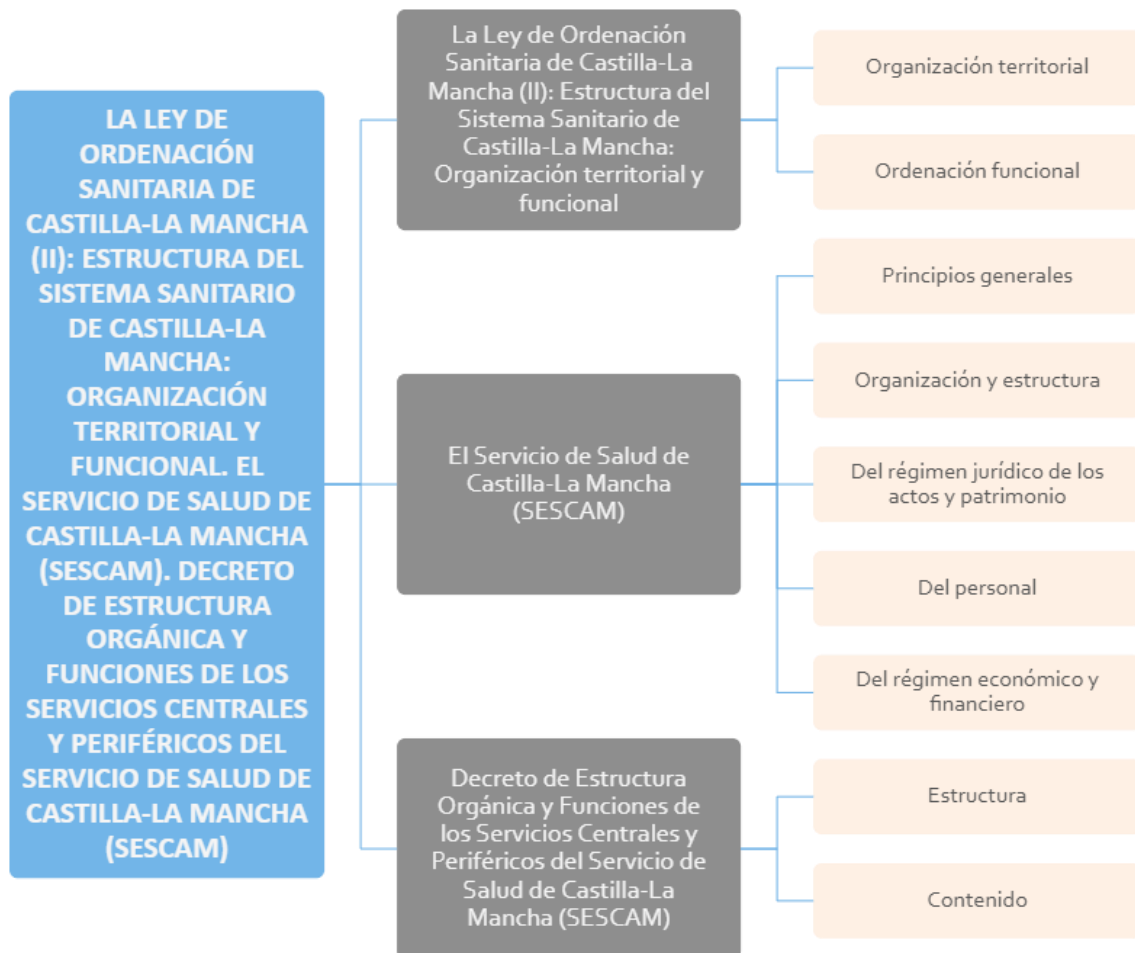 LA LEY DE
ORDENACIÓN
SANITARIA DE
CASTILLA-LA MANCHA
(II): ESTRUCTURA DEL
SISTEMA SANITARIO
DE CASTILLA-LA
MANCHA:
ORGANIZACIÓN
TERRITORIAL Y
FUNCIONAL. EL
SERVICIO DE SALUD DE
CASTILLA-LA MANCHA
(SESCAM). DECRETO
DE ESTRUCTURA
ORGÁNICA Y
FUNCIONES DE LOS
SERVICIOS CENTRALES
Y PERIFÉRICOS DEL
SERVICIO DE SALUD DE
CASTILLA-LA MANCHA
(SESCAM)
La Ley de Ordenación
Sanitaria de Castilla-La
Mancha (II): Estructura del
Sistema Sanitario de
Castilla-La Mancha:
Organización territorial y
funcional
Organización territorial
Ordenación funcional
El Servicio de Salud de
Castilla-La Mancha
(SESCAM)
Principios generales
Organización y estructura
Del régimen jurídico de los
actos y patrimonio
Del personal
Del régimen económico y
financiero
Decreto de Estructura
Orgánica y Funciones de
los Servicios Centrales y
Periféricos del Servicio de
Salud de Castilla-La
Mancha (SESCAM)
Estructura
Contenido